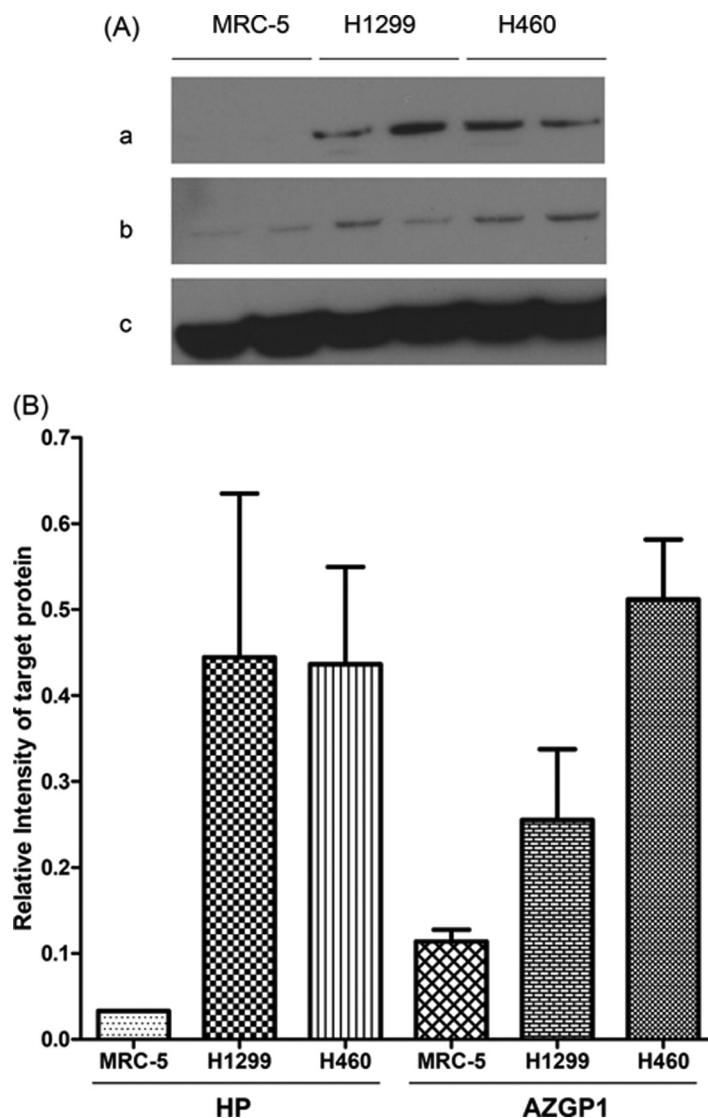 (A) MRC-5 H1299 H460
a
b
c
(B)
Relative Intensity of target protein
0.7
0.6
0.5
0.4
0.3
0.2
0.1
0.0
MRC-5 H1299 H460 MRC-5 H1299 H460
HP AZGP1